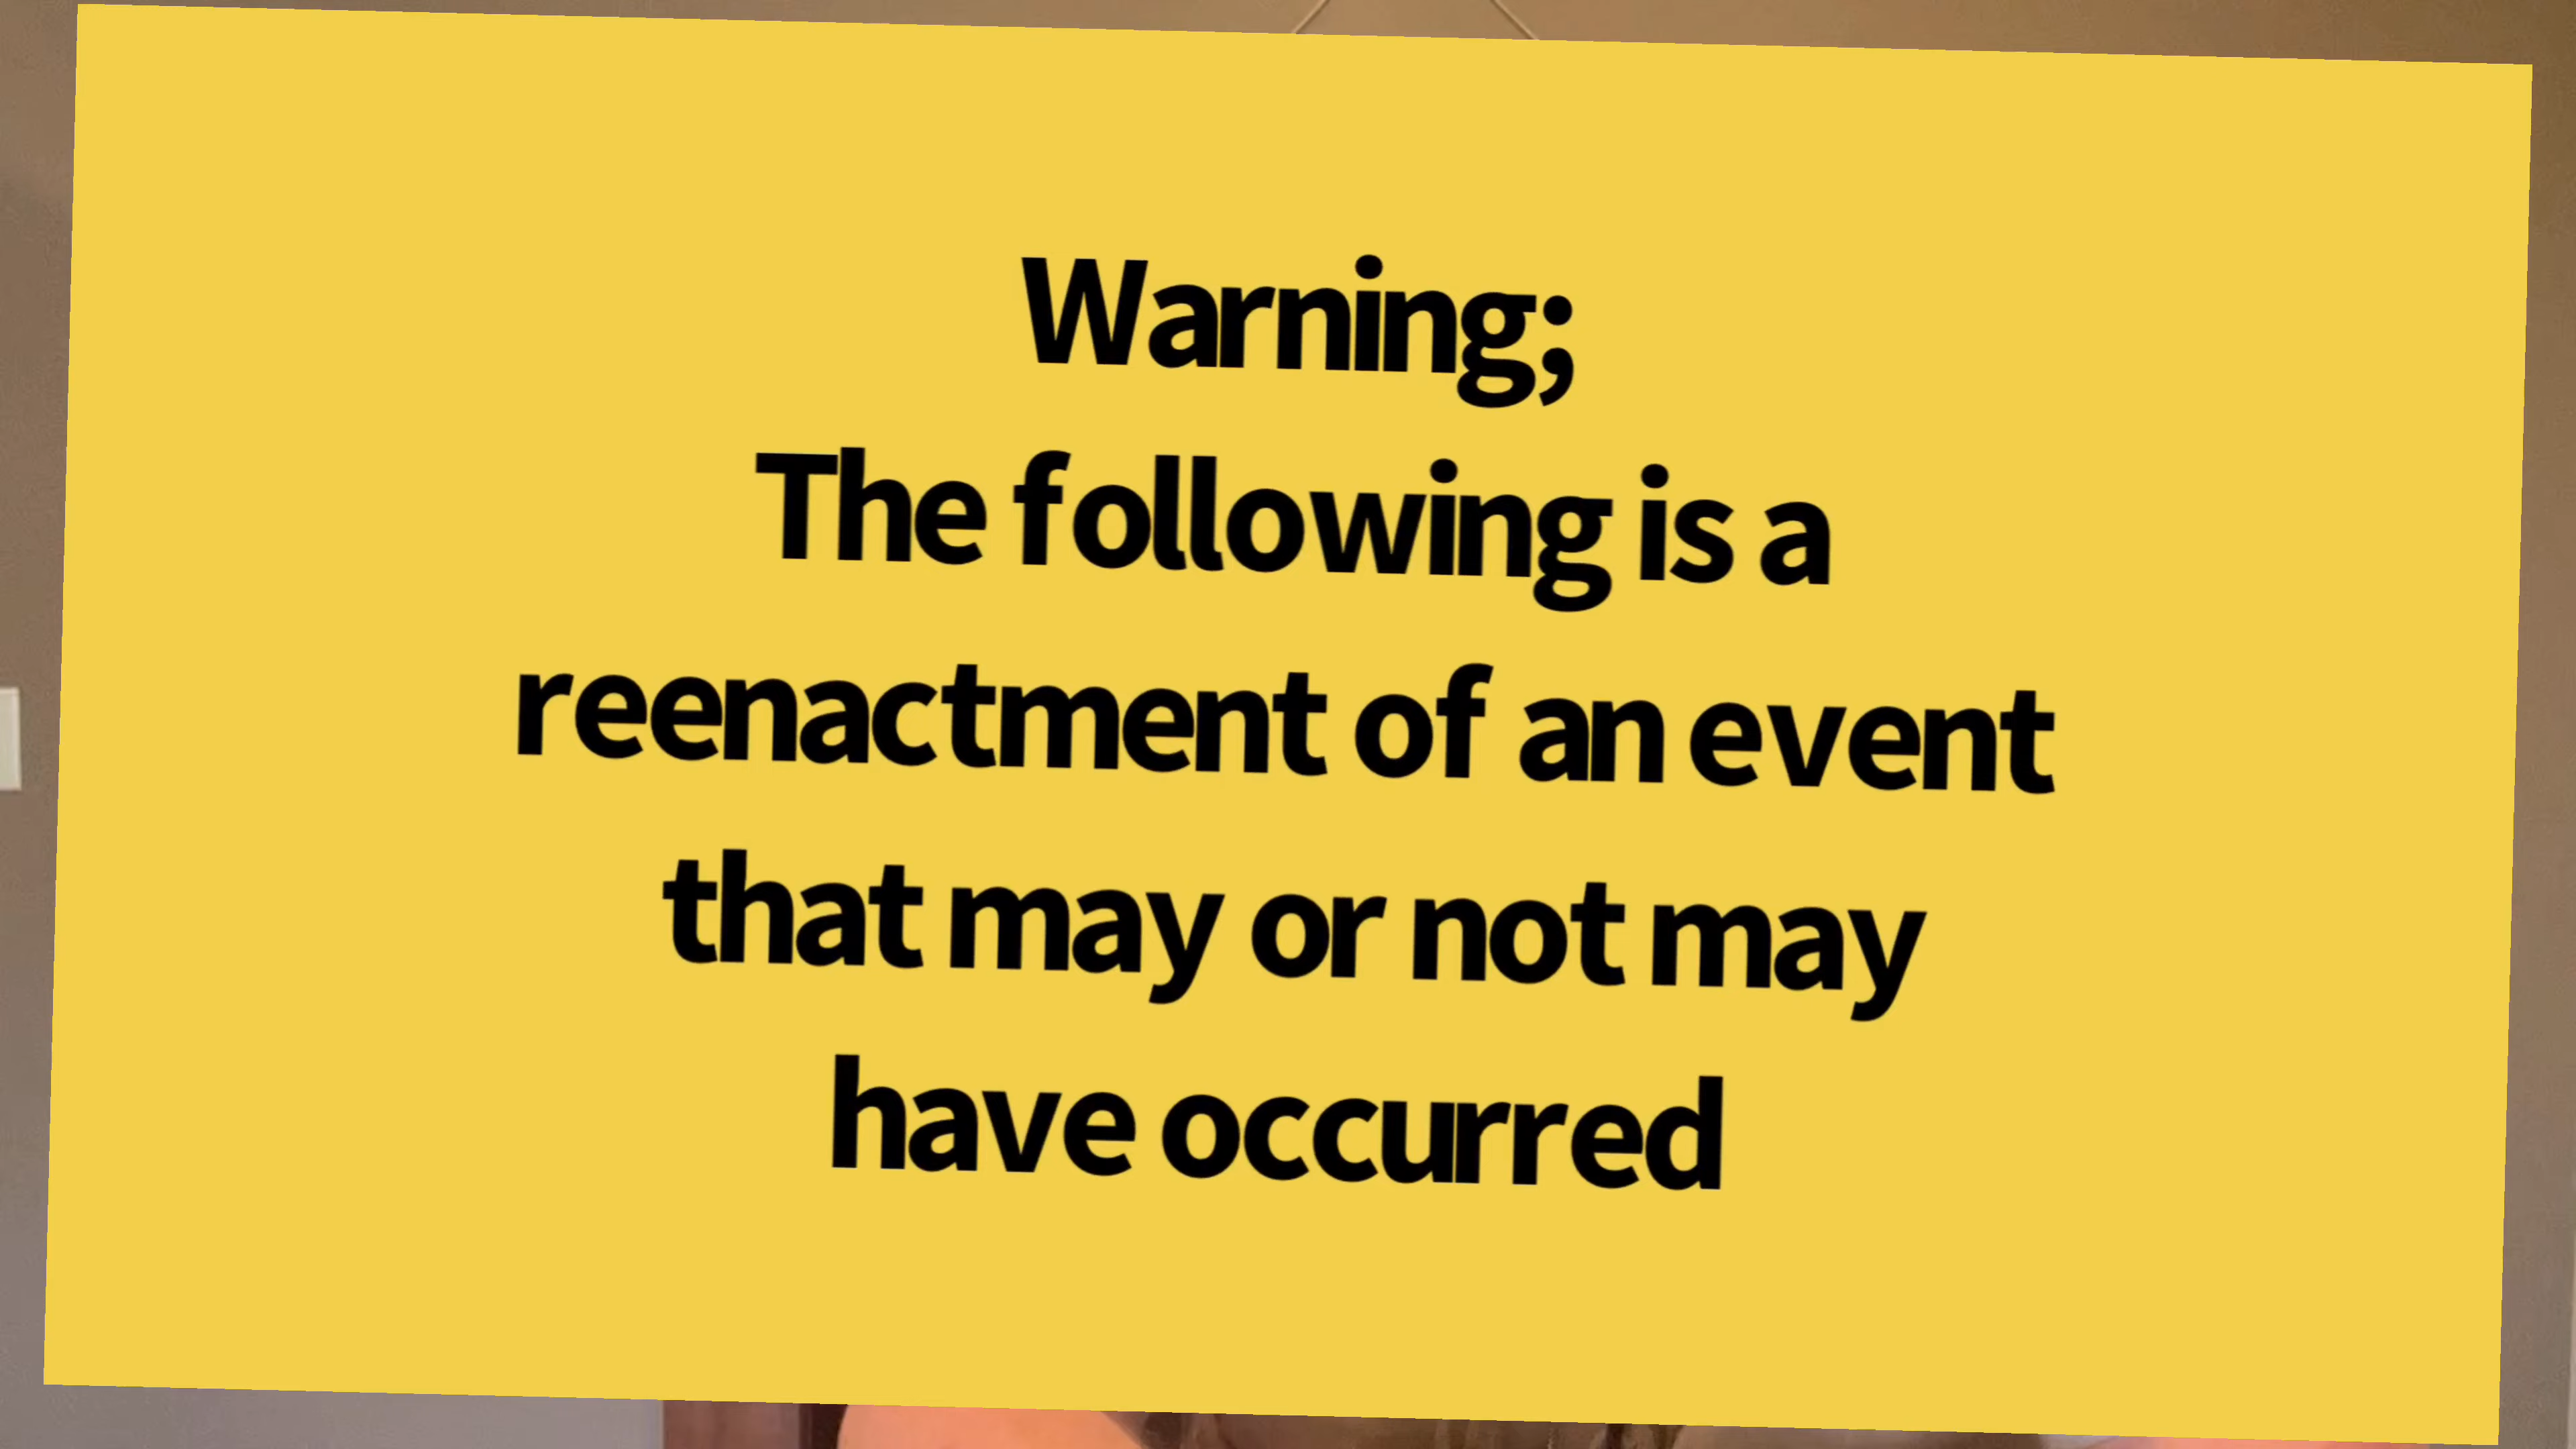 Warning;
The following is a
reenactment of an event
that may or not may
have occurred